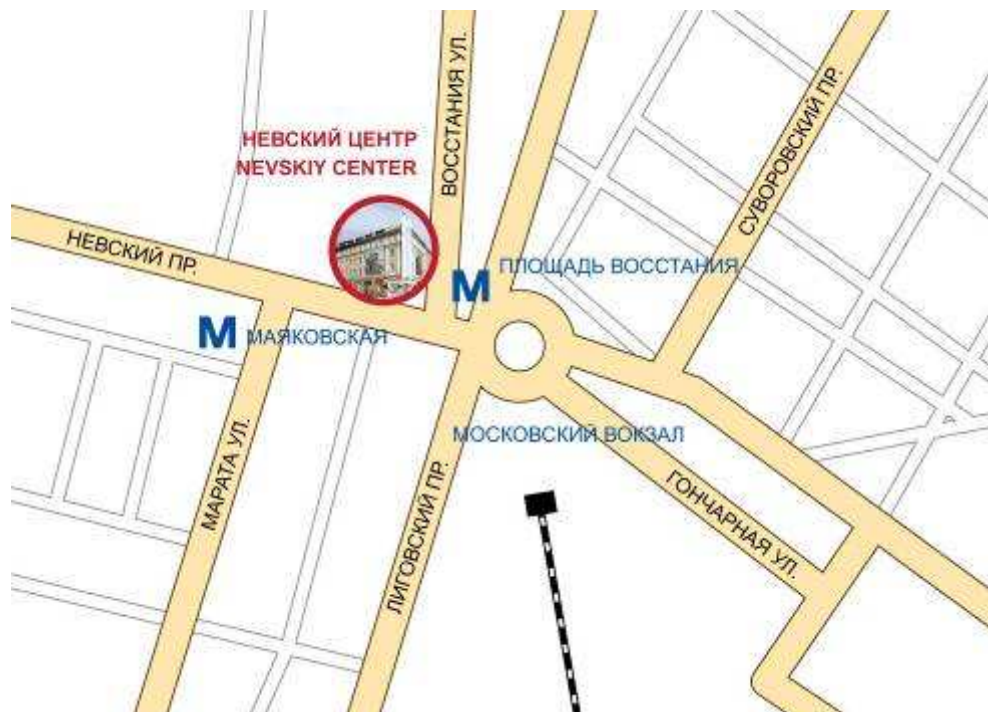 ВОССТАНИЯ УЛ.
СУВОРОВСКИЙ ПР.
НЕВСКИЙ ЦЕНТР
NEVSKIY CENTER
НЕВСКИЙ ПР.
М ПЛОЩАДЬ ВОССТАНИЯ
М МАЯКОВСКАЯ
МОСКОВСКИЙ ВОКЗАЛ
МАРАТА УЛ.
ЛИГОВСКИЙ ПР.
ГОНЧАРНАЯ УЛ.